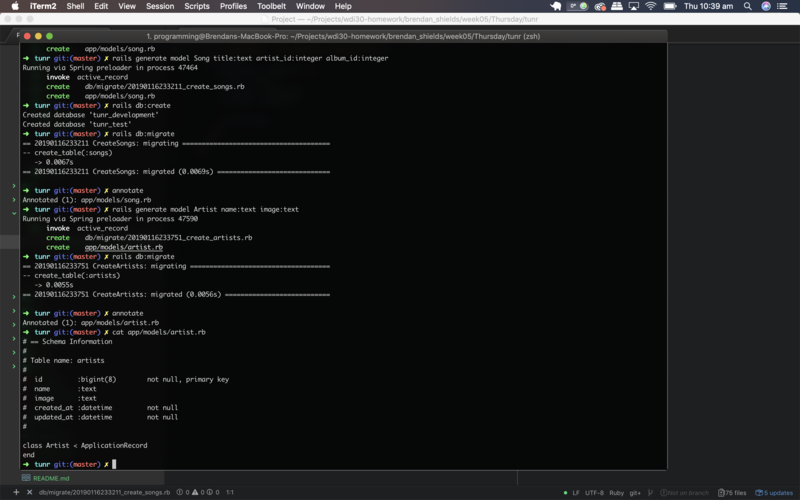 iTerm2 Shell Edit View Session Scripts Profiles Toolbelt Window Help Thu 10:39 am
Project — ~/Projects/wdi30-homework/brendan_shields/week05/Thursday/tunr
1. programming@Brendans-MacBook-Pro: ~/Projects/wdi30-homework/brendan_shields/week05/Thursday/tunr (zsh)
create app/models/song.rb
➜ tunr git:(master) ✗ rails generate model Song title:text artist_id:integer album_id:integer
Running via Spring preloader in process 47464
invoke active_record
create db/migrate/20190116233211_create_songs.rb
create app/models/song.rb
➜ tunr git:(master) ✗ rails db:create
Created database 'tunr_development'
Created database 'tunr_test'
➜ tunr git:(master) ✗ rails db:migrate
== 20190116233211 CreateSongs: migrating ===================================
-- create_table(:songs)
-> 0.0067s
== 20190116233211 CreateSongs: migrated (0.0069s) ==========================
➜ tunr git:(master) ✗ annotate
Annotated (1): app/models/song.rb
➜ tunr git:(master) ✗ rails generate model Artist name:text image:text
Running via Spring preloader in process 47590
invoke active_record
create db/migrate/20190116233751_create_artists.rb
create app/models/artist.rb
➜ tunr git:(master) ✗ rails db:migrate
== 20190116233751 CreateArtists: migrating =================================
-- create_table(:artists)
-> 0.0055s
== 20190116233751 CreateArtists: migrated (0.0056s) ========================
➜ tunr git:(master) ✗ annotate
Annotated (1): app/models/artist.rb
➜ tunr git:(master) ✗ cat app/models/artist.rb
# == Schema Information
#
# Table name: artists
#
# id :bigint(8) not null, primary key
# name :text
# image :text
# created_at :datetime not null
# updated_at :datetime not null
#
class Artist < ApplicationRecord
end
➜ tunr git:(master) ✗
README.md
db/migrate/20190116233211_create_songs.rb 0 0 0 1:1 LF UTF-8 Ruby git+ Not on branch 75 files 5 updates